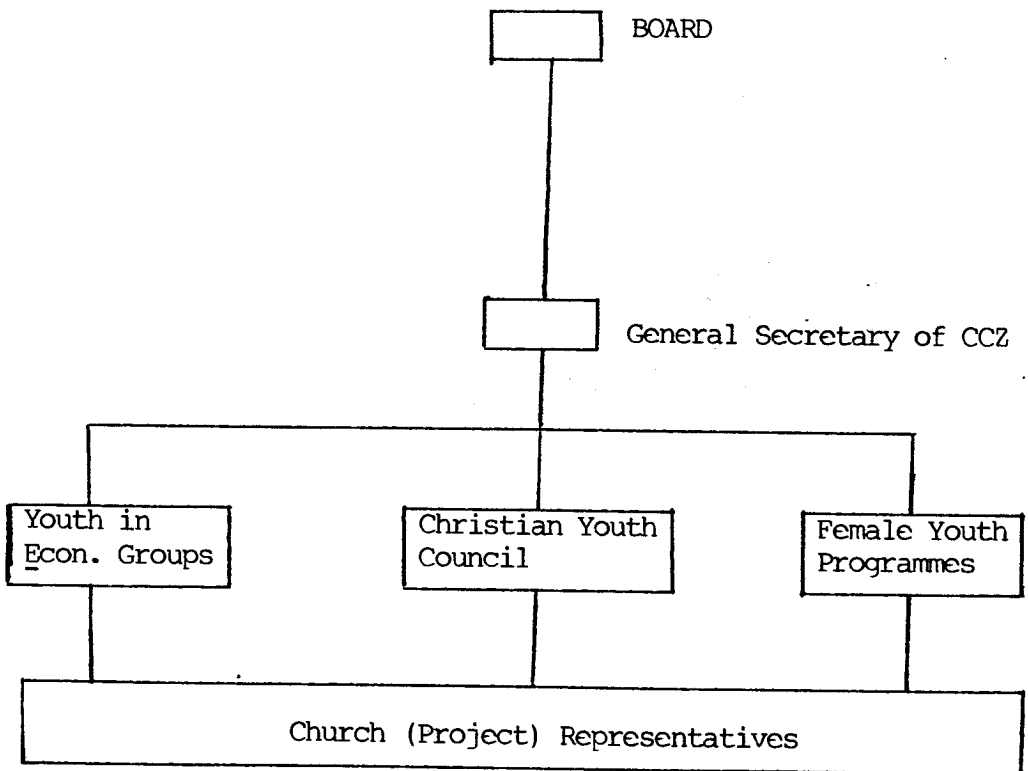 BOARD
General Secretary of CCZ
Youth in
Econ. Groups
Christian Youth
Council
Female Youth
Programmes
Church (Project) Representatives